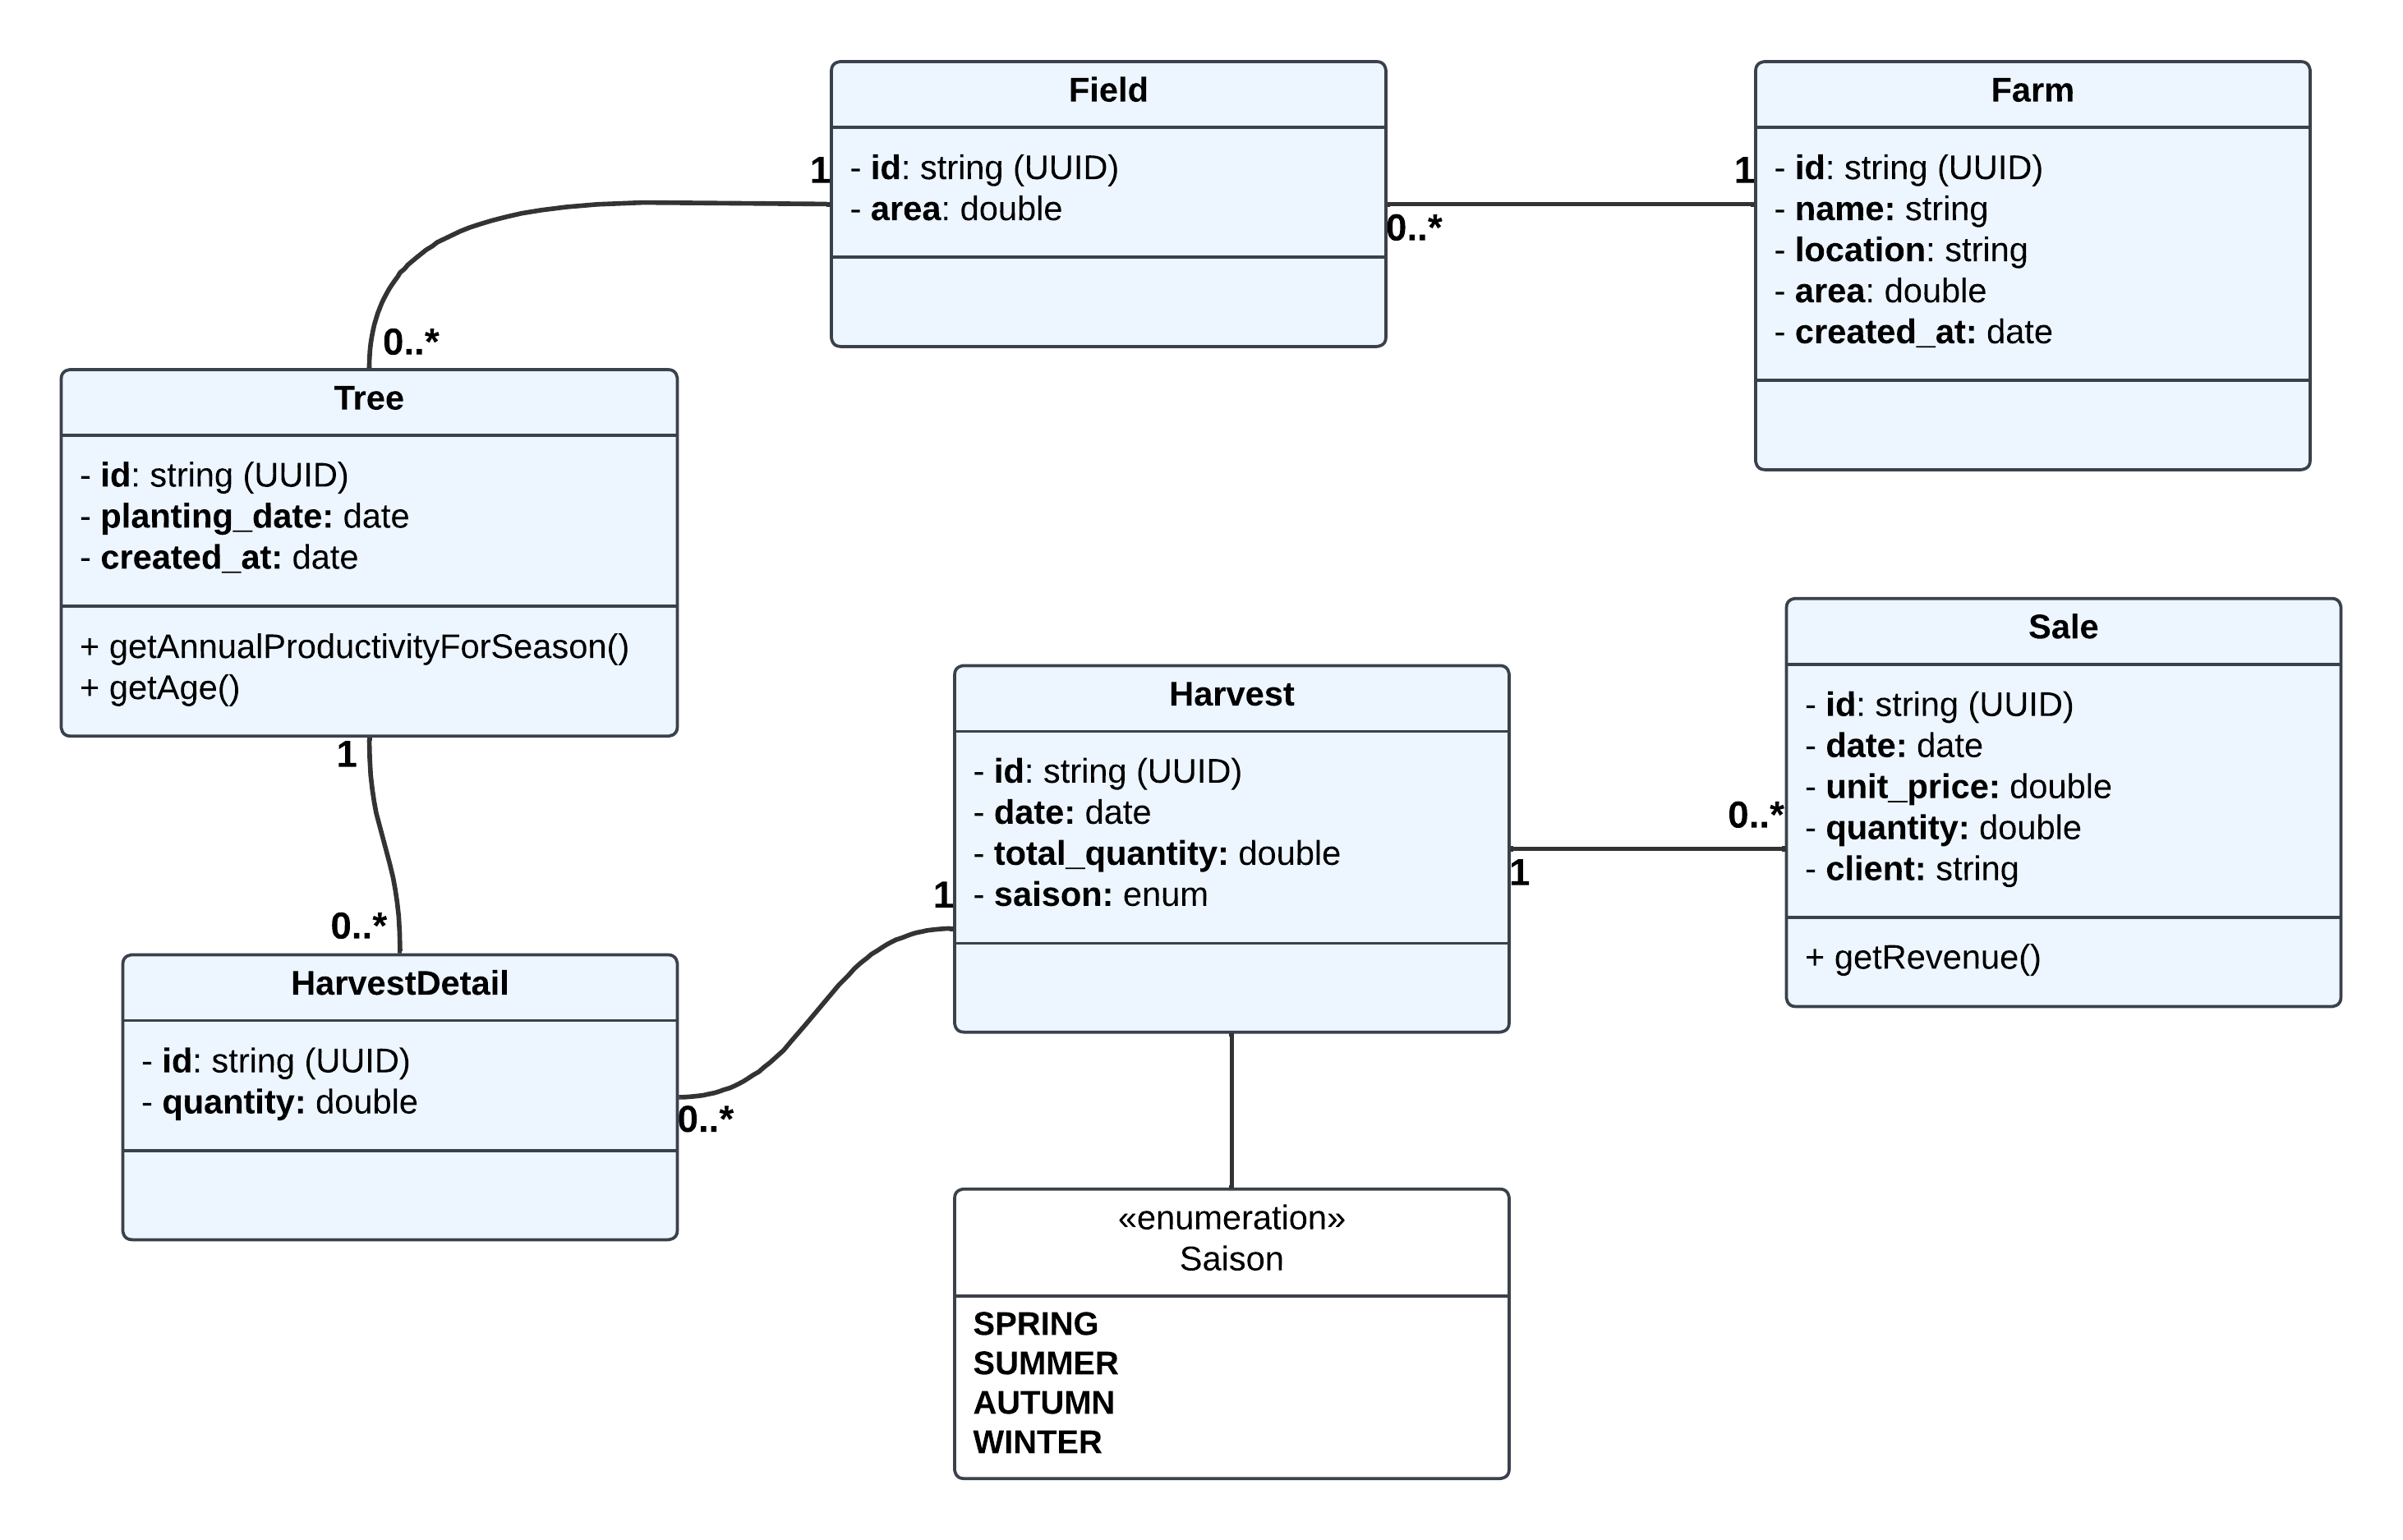 Field
- id: string (UUID)
- area: double
1
0..*
Farm
- id: string (UUID)
- name: string
- location: string
- area: double
- created_at: date
1
0..*
Tree
- id: string (UUID)
- planting_date: date
- created_at: date
+ getAnnualProductivityForSeason()
+ getAge()
1
0..*
HarvestDetail
- id: string (UUID)
- quantity: double
0..*
1
Harvest
- id: string (UUID)
- date: date
- total_quantity: double
- saison: enum
1
0..*
Sale
- id: string (UUID)
- date: date
- unit_price: double
- quantity: double
- client: string
+ getRevenue()
«enumeration»
Saison
SPRING
SUMMER
AUTUMN
WINTER